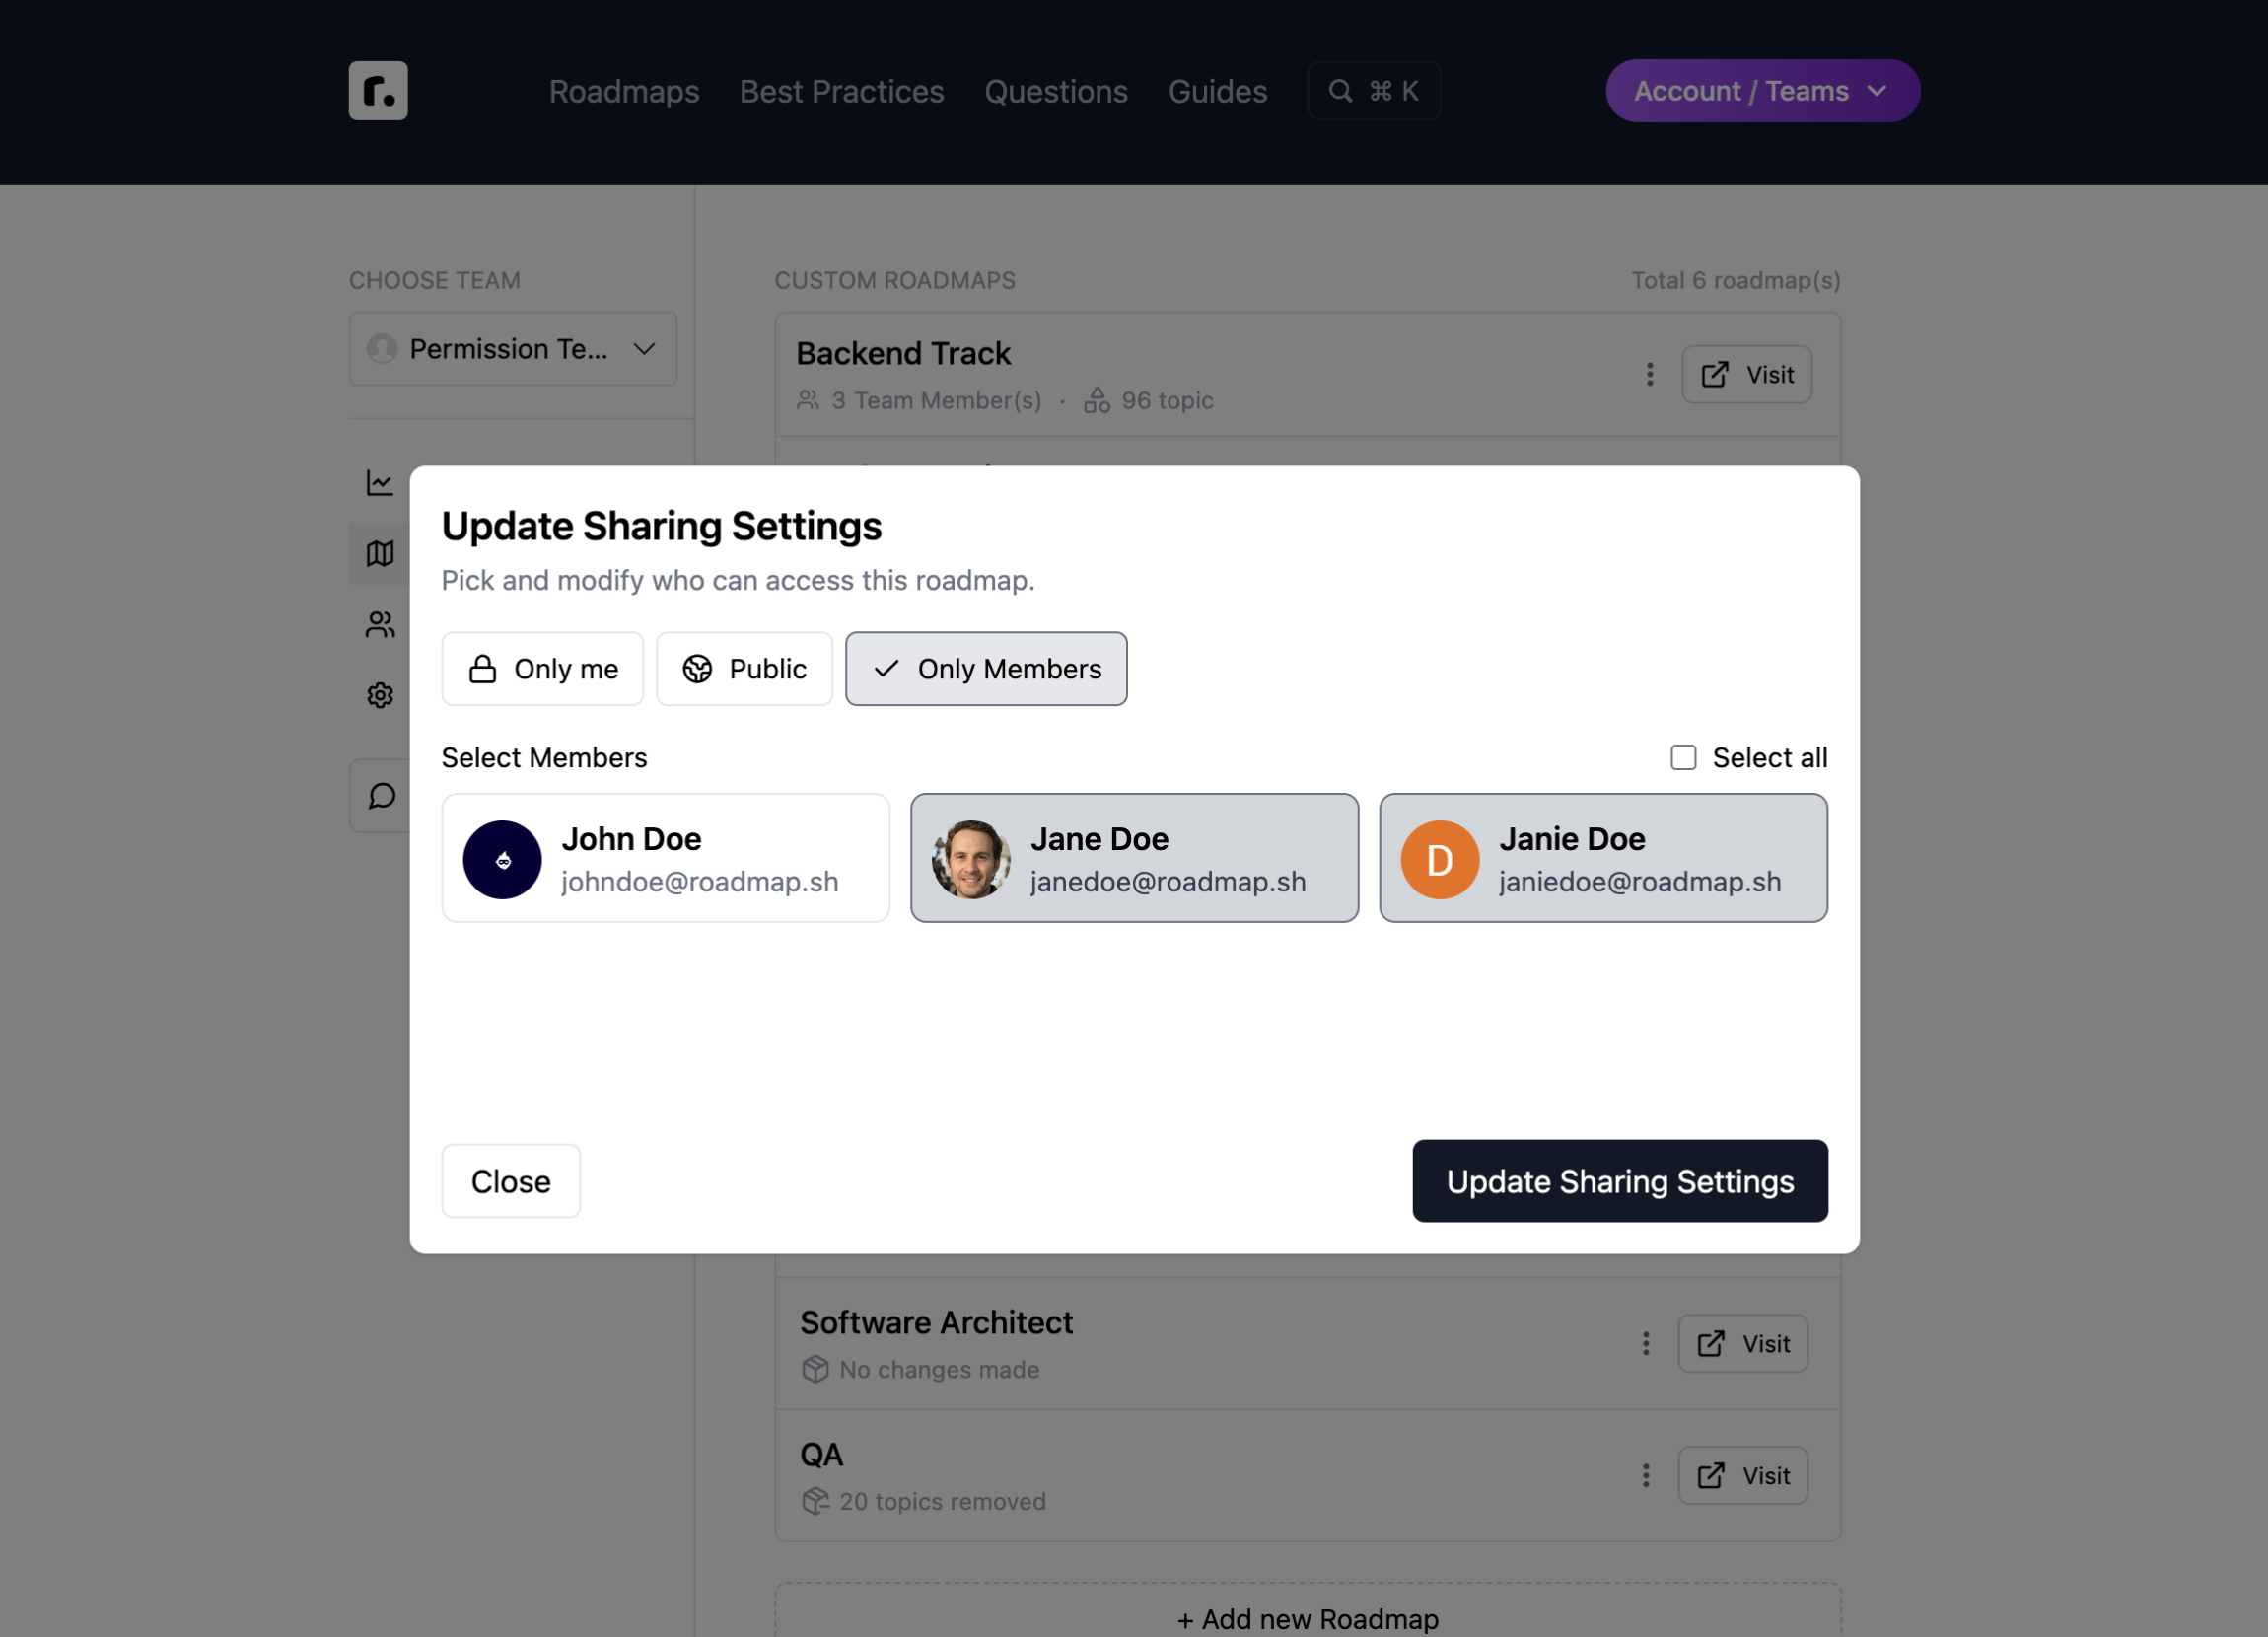 r.
Roadmaps Best Practices Questions Guides ⌘ K Account / Teams
CHOOSE TEAM
Permission Te...
CUSTOM ROADMAPS Total 6 roadmap(s)
Backend Track
3 Team Member(s) · 96 topic
Visit
Update Sharing Settings
Pick and modify who can access this roadmap.
Only me Public Only Members
Select Members Select all
John Doe
johndoe@roadmap.sh
Jane Doe
janedoe@roadmap.sh
D
Janie Doe
janiedoe@roadmap.sh
Close Update Sharing Settings
Software Architect
No changes made
Visit
QA
20 topics removed
Visit
+ Add new Roadmap